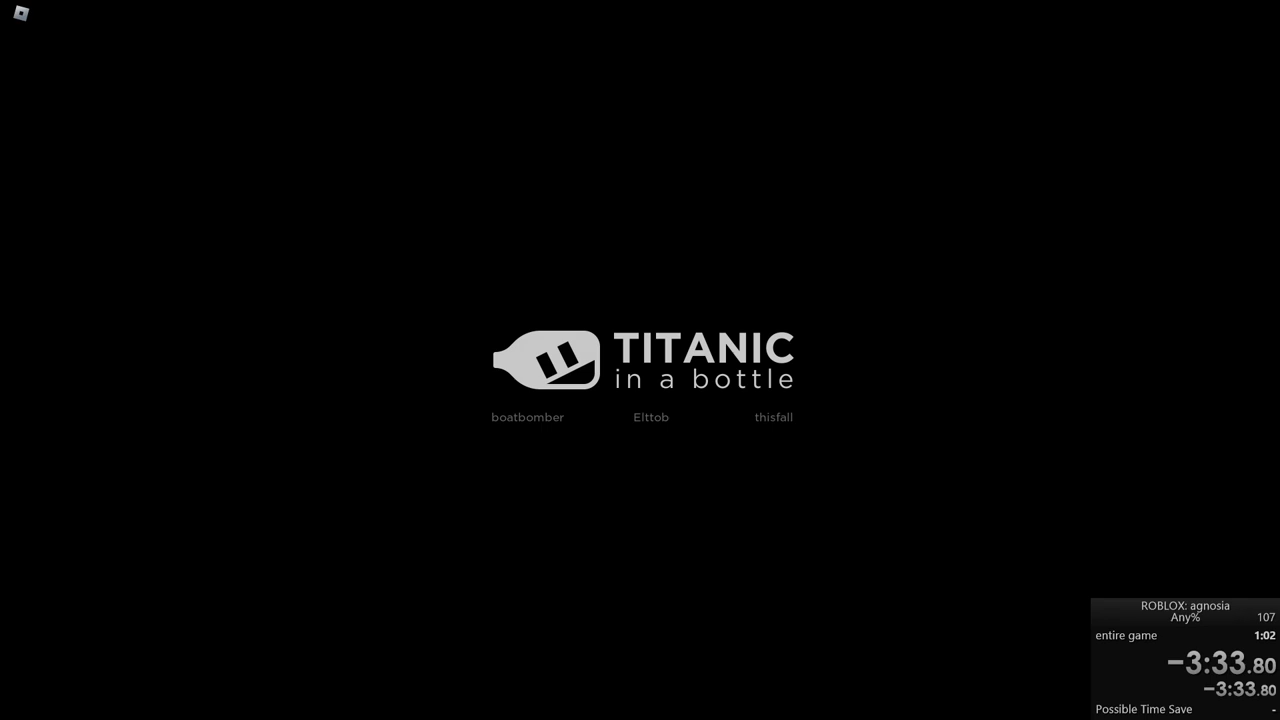 TITANIC
in a bottle
boatbomber Elttob thisfall
ROBLOX: agnosia
Any% 107
entire game 1:02
−3:33.80
−3:33.80
Possible Time Save -